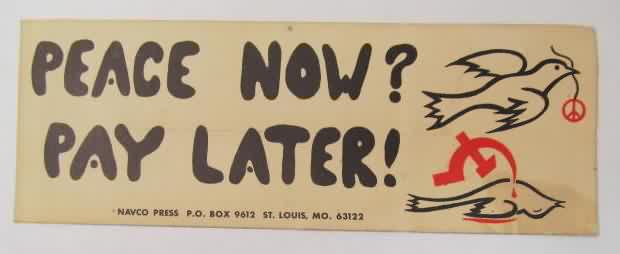 PEACE NOW?
PAY LATER!
NAVCO PRESS P.O. BOX 9612 ST. LOUIS, MO. 63122